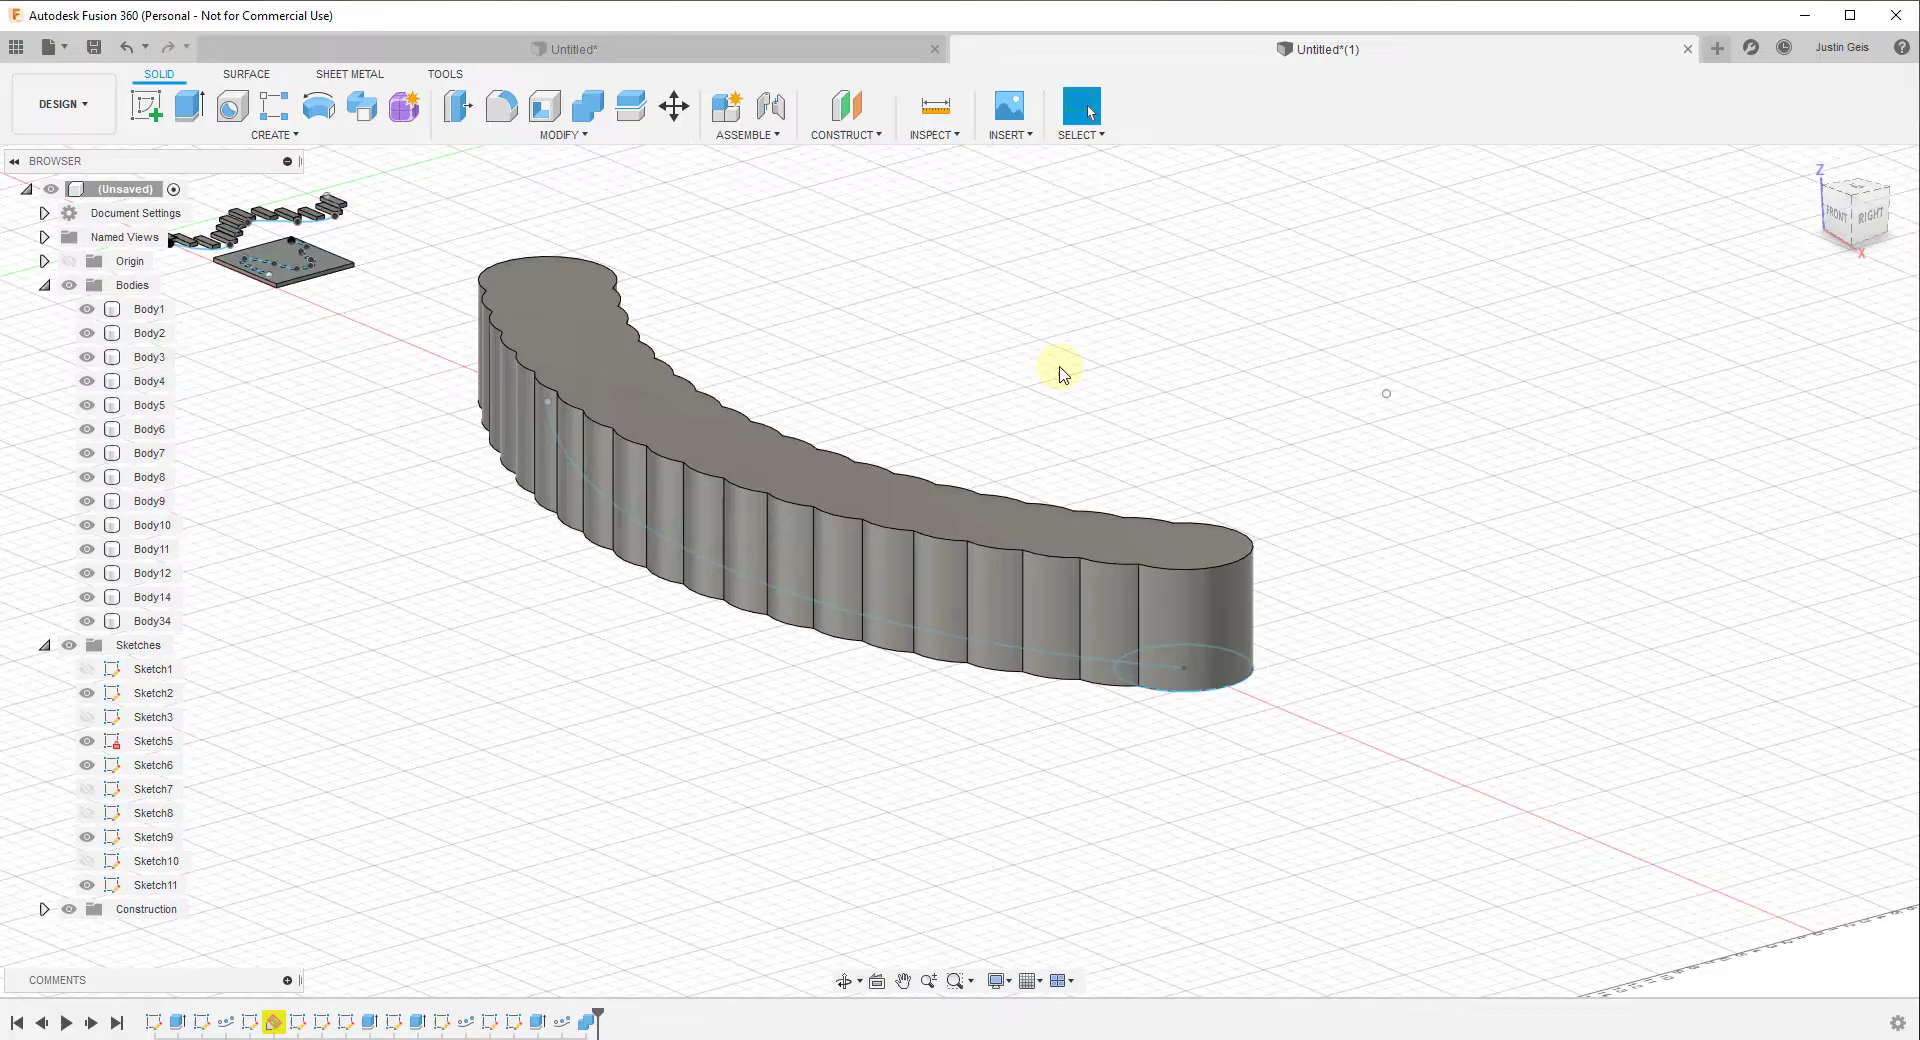 Autodesk Fusion 360 (Personal - Not for Commercial Use)
Untitled*
Untitled*(1)
Justin Geis
DESIGN
SOLID
SURFACE
SHEET METAL
TOOLS
CREATE
MODIFY
ASSEMBLE
CONSTRUCT
INSPECT
INSERT
SELECT
BROWSER
(Unsaved)
Document Settings
Named Views
Origin
Bodies
Body1
Body2
Body3
Body4
Body5
Body6
Body7
Body8
Body9
Body10
Body11
Body12
Body14
Body34
Sketches
Sketch1
Sketch2
Sketch3
Sketch5
Sketch6
Sketch7
Sketch8
Sketch9
Sketch10
Sketch11
Construction
Z
FRONT
RIGHT
X
COMMENTS